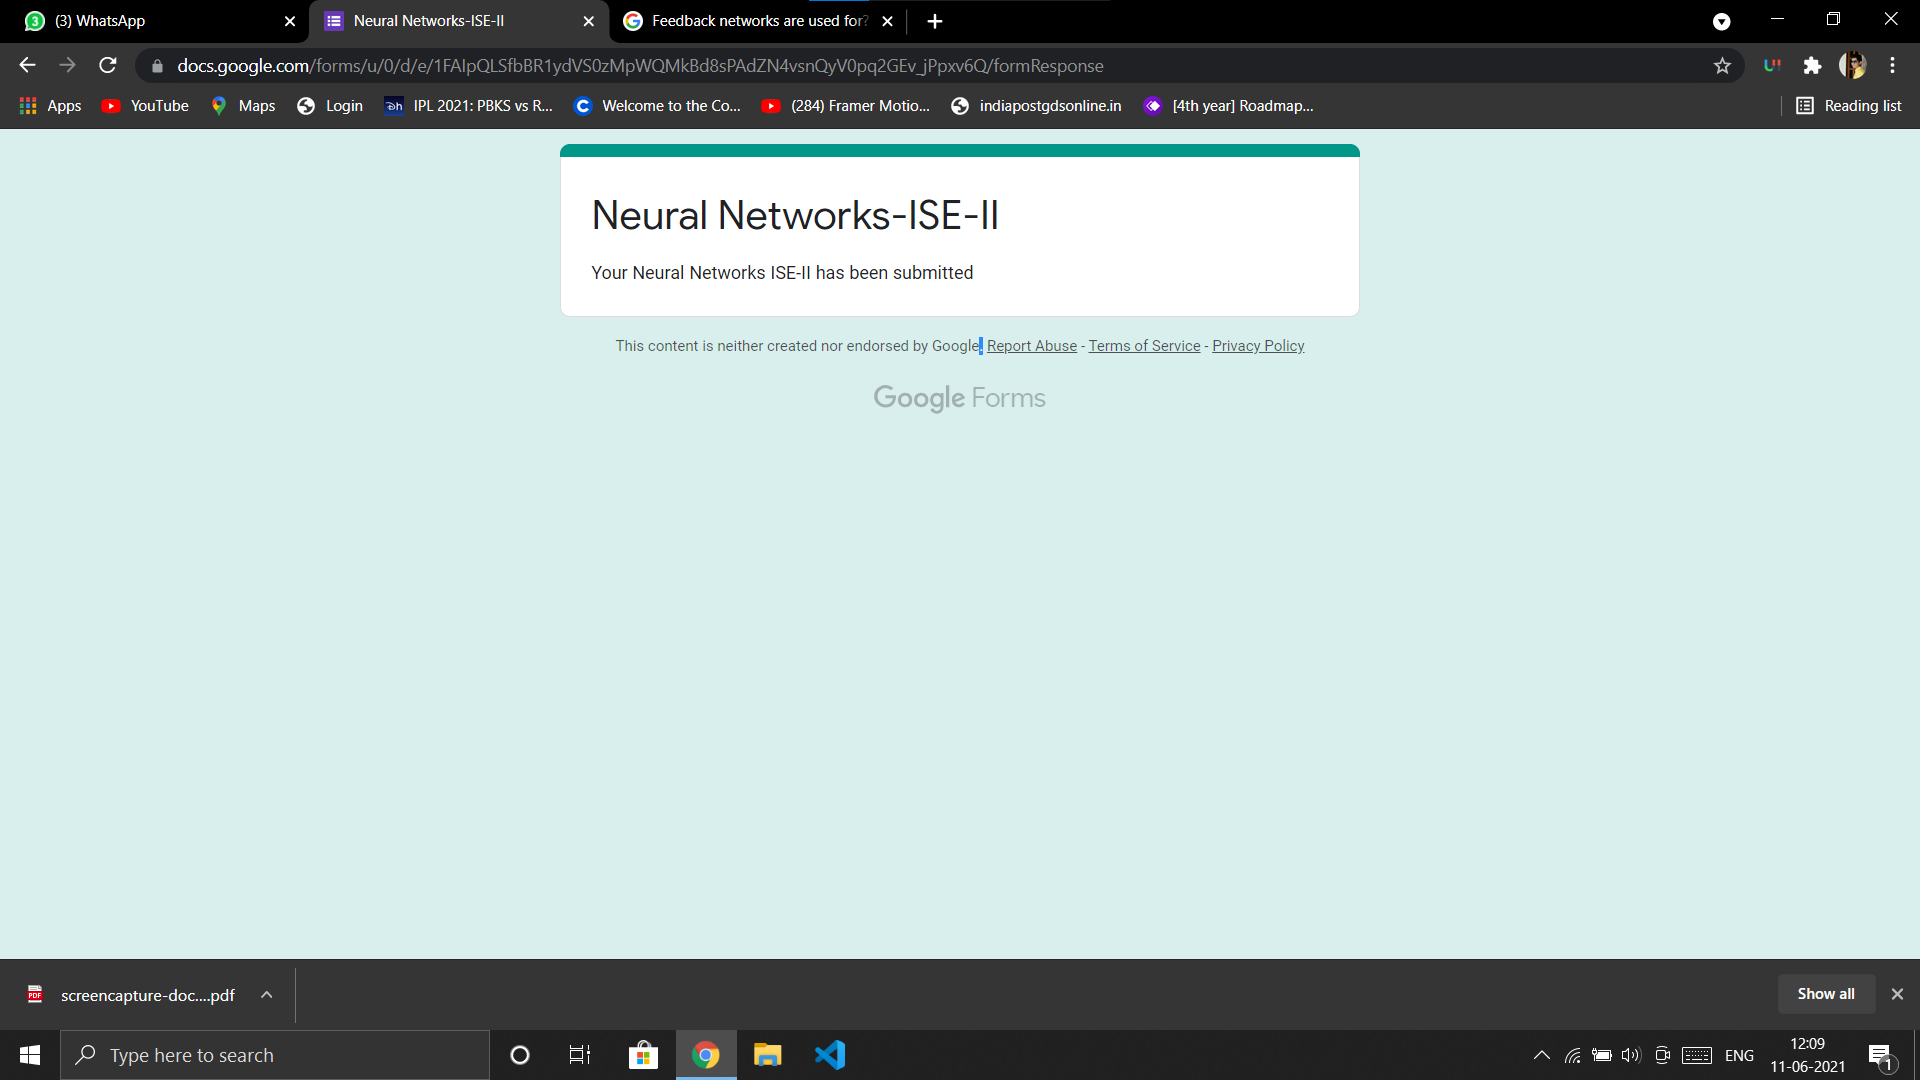 (3) WhatsApp
Neural Networks-ISE-II
Feedback networks are used for?
docs.google.com/forms/u/0/d/e/1FAIpQLSfbBR1ydVS0zMpWQMkBd8sPAdZN4vsnQyV0pq2GEv_jPpxv6Q/formResponse
Apps
YouTube
Maps
Login
IPL 2021: PBKS vs R...
Welcome to the Co...
(284) Framer Motio...
indiapostgdsonline.in
[4th year] Roadmap...
Reading list
Neural Networks-ISE-II
Your Neural Networks ISE-II has been submitted
This content is neither created nor endorsed by Google. Report Abuse - Terms of Service - Privacy Policy
Google Forms
screencapture-doc....pdf
Show all
Type here to search
ENG
12:09
11-06-2021
1